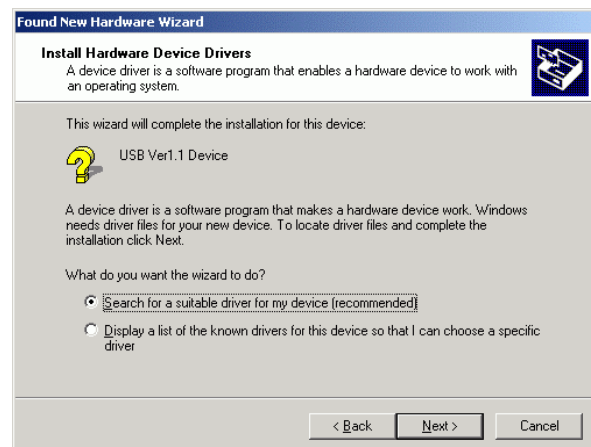 Found New Hardware Wizard
Install Hardware Device Drivers
A device driver is a software program that enables a hardware device to work with
an operating system.
This wizard will complete the installation for this device:
USB Ver1.1 Device
A device driver is a software program that makes a hardware device work. Windows
needs driver files for your new device. To locate driver files and complete the
installation click Next.
What do you want the wizard to do?
Search for a suitable driver for my device (recommended)
Display a list of the known drivers for this device so that I can choose a specific
driver
< Back Next > Cancel